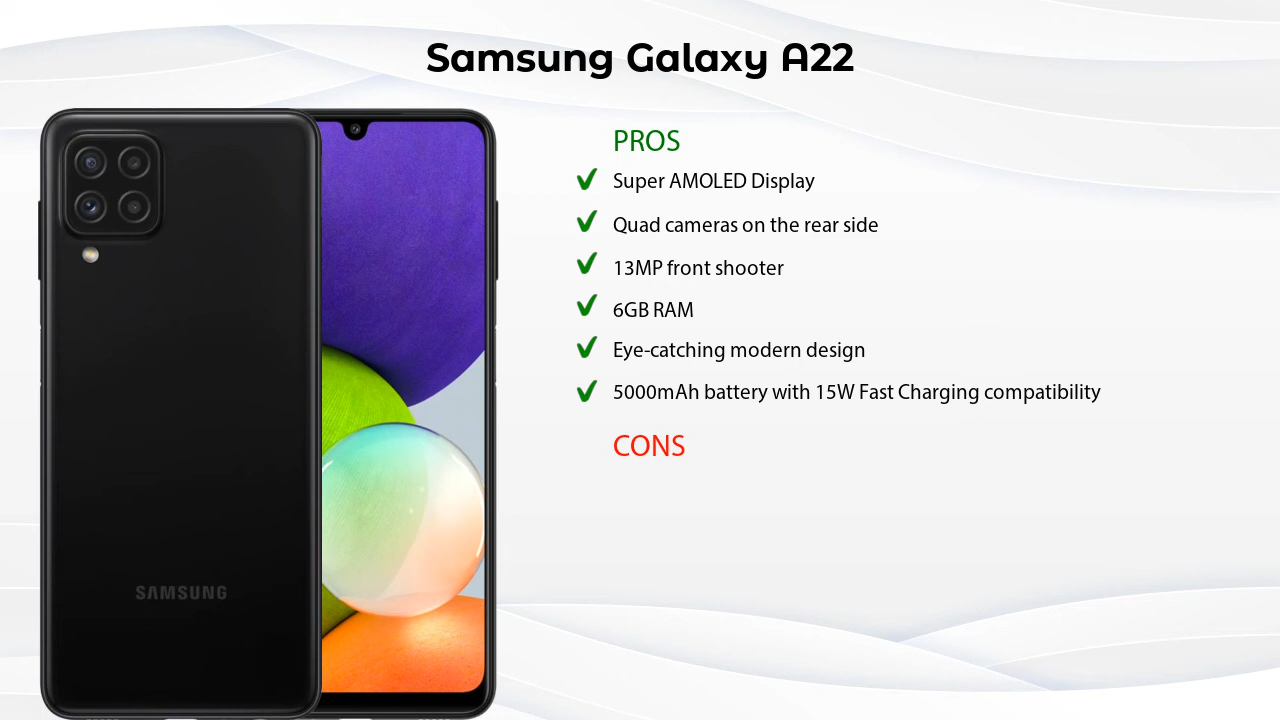 Samsung Galaxy A22
PROS
Super AMOLED Display
Quad cameras on the rear side
13MP front shooter
6GB RAM
Eye-catching modern design
5000mAh battery with 15W Fast Charging compatibility
CONS
SAMSUNG